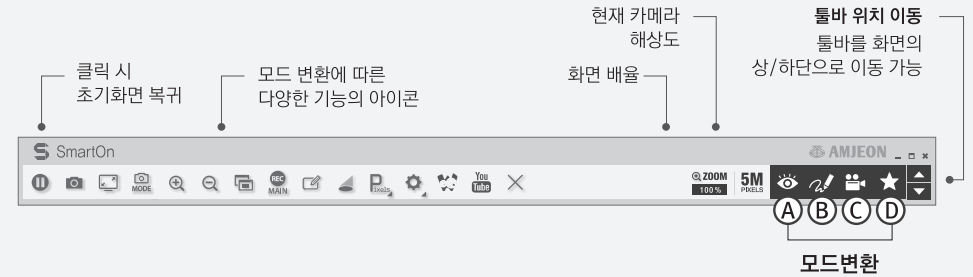 현재 카메라
해상도
툴바 위치 이동
툴바를 화면의
상/하단으로 이동 가능
클릭 시
초기화면 복귀
모드 변환에 따른
다양한 기능의 아이콘
화면 배율
S SmartOn
AMJEON
MODE
REC
MAIN
Pixels
You
Tube
ZOOM
100 %
5M
PIXELS
A B C D
모드변환